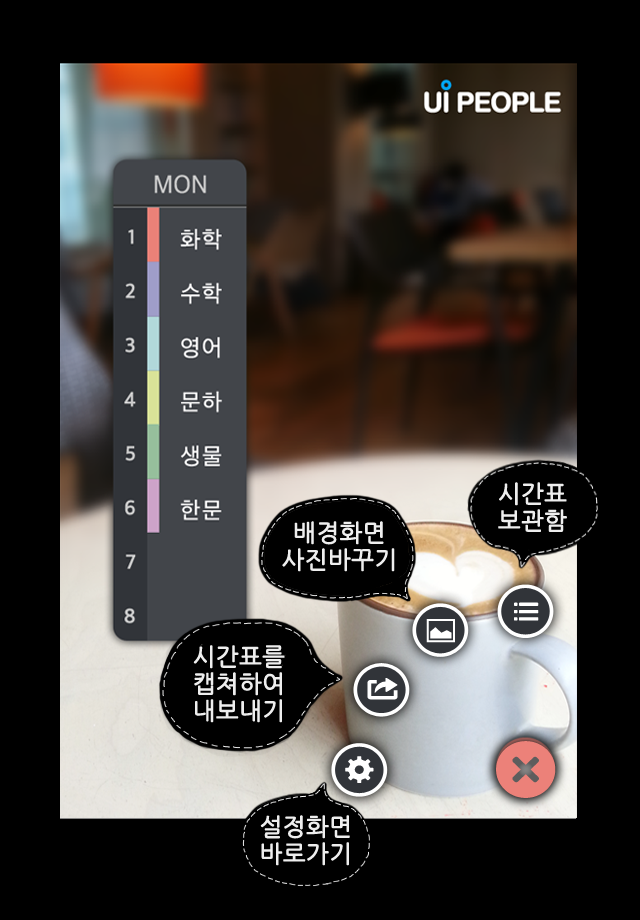 UI PEOPLE
MON
1 화학
2 수학
3 영어
4 문하
5 생물
6 한문
7
8
시간표
보관함
배경화면
사진바꾸기
시간표를
캡쳐하여
내보내기
설정화면
바로가기